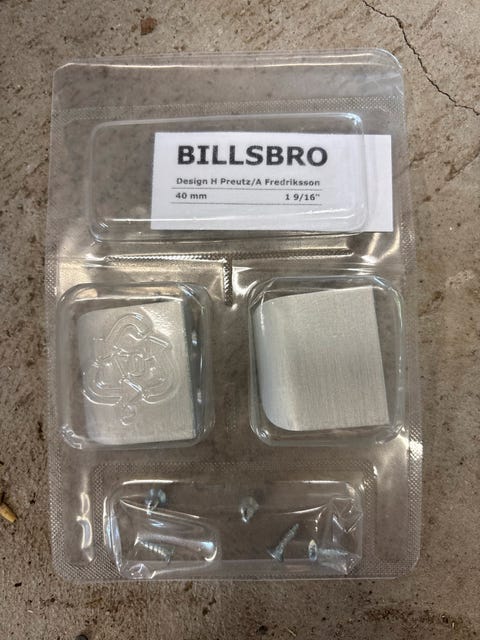 BILLSBRO
Design H Preutz/A Fredriksson
40 mm 1 9/16"